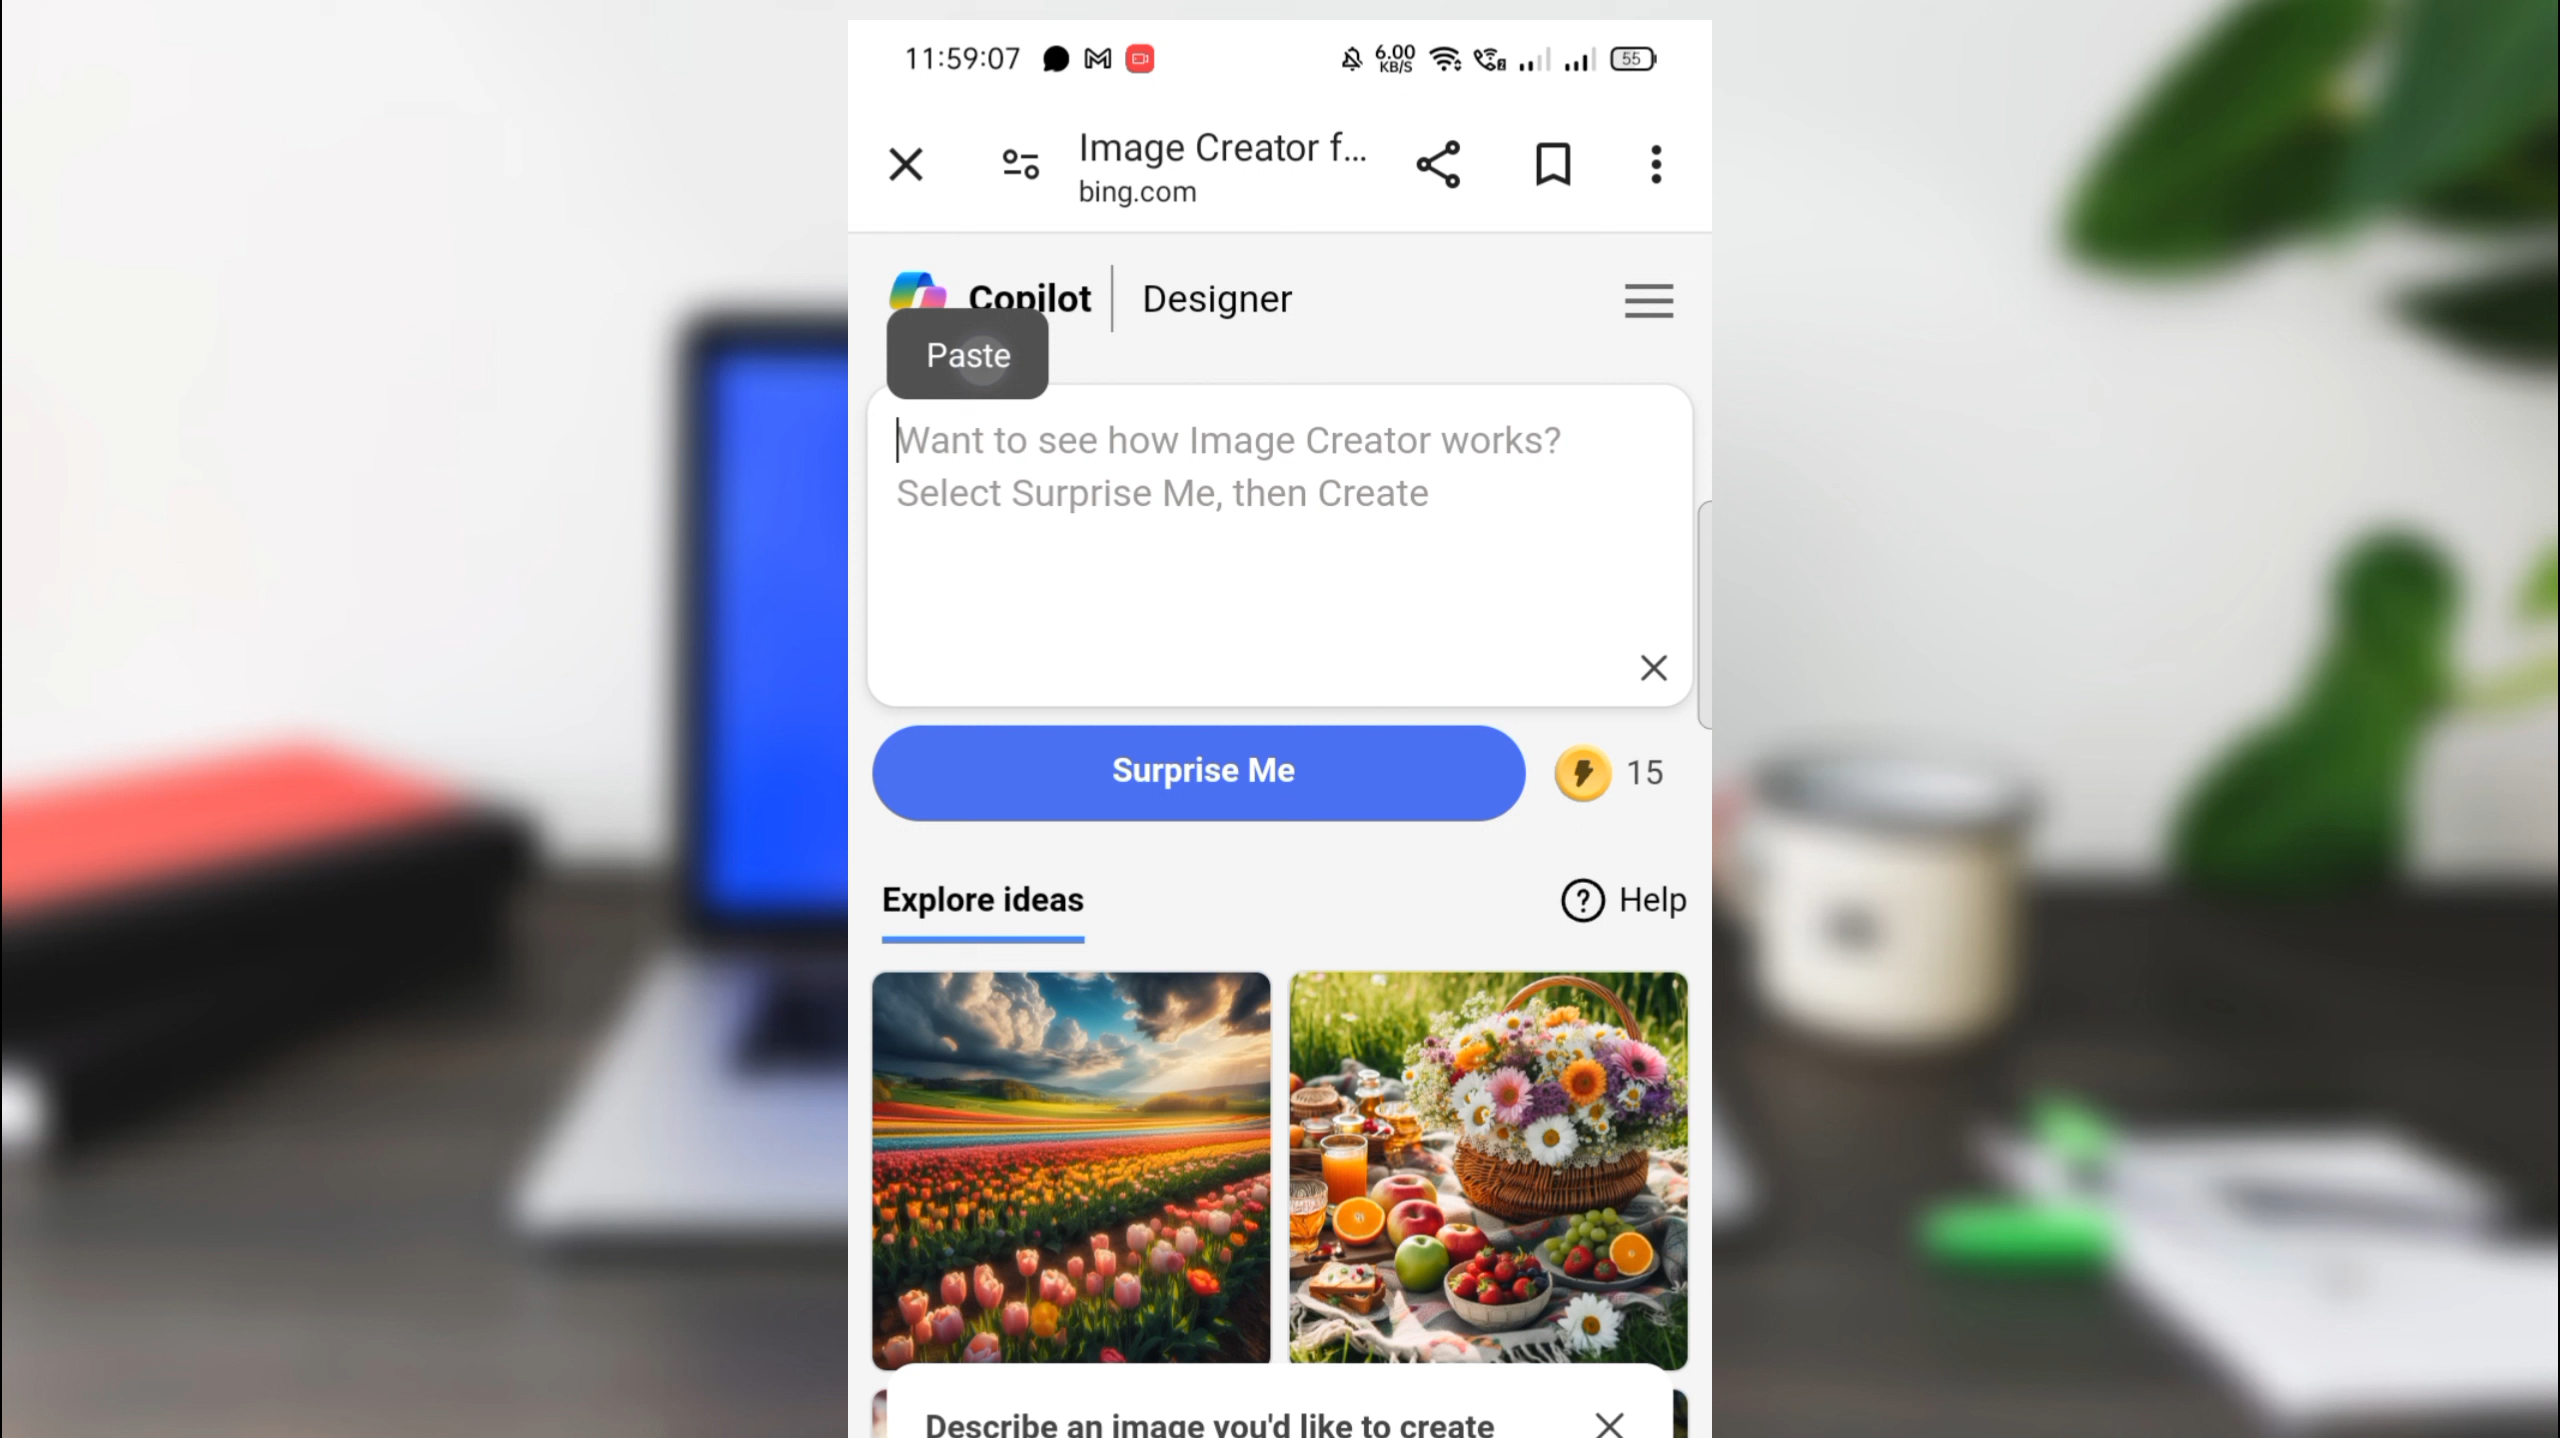 11:59:07
6.00
KB/S
55
Image Creator f...
bing.com
Copilot
Designer
Paste
Want to see how Image Creator works?
Select Surprise Me, then Create
Surprise Me
15
Explore ideas
Help
Describe an image you'd like to create